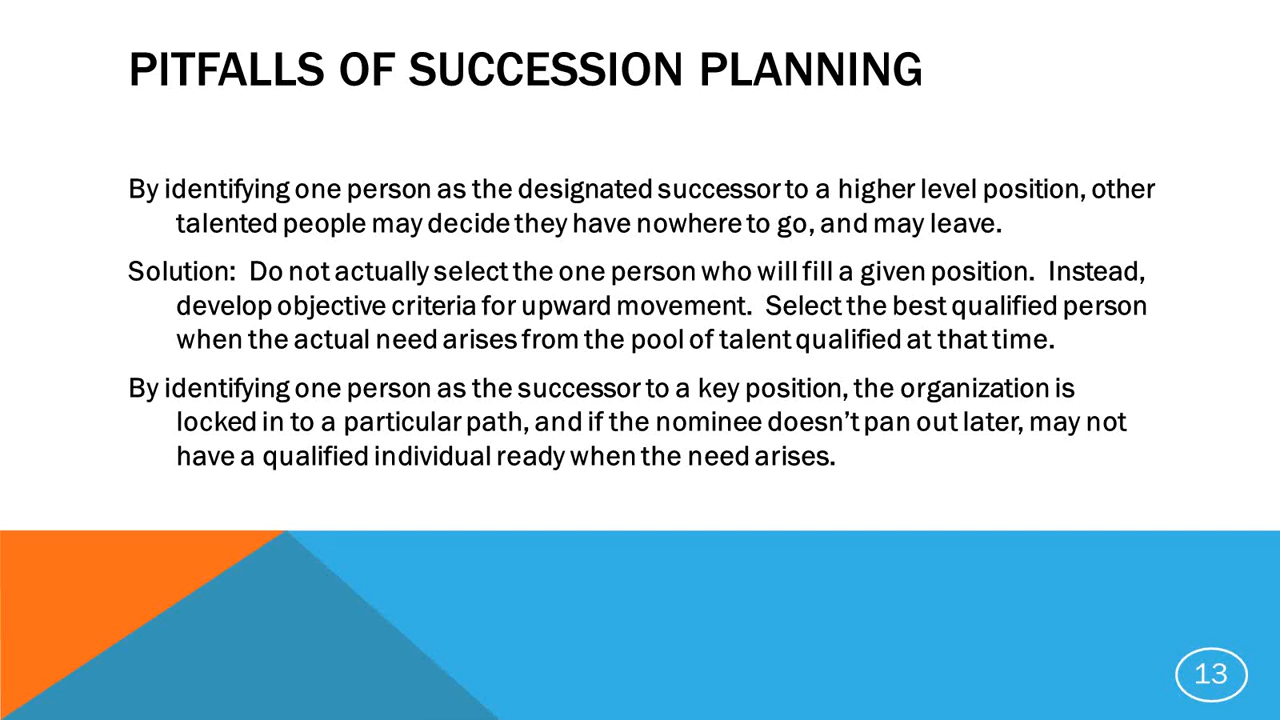 PITFALLS OF SUCCESSION PLANNING
By identifying one person as the designated successor to a higher level position, other
talented people may decide they have nowhere to go, and may leave.
Solution:  Do not actually select the one person who will fill a given position.  Instead,
develop objective criteria for upward movement.  Select the best qualified person
when the actual need arises from the pool of talent qualified at that time.
By identifying one person as the successor to a key position, the organization is
locked in to a particular path, and if the nominee doesn’t pan out later, may not
have a qualified individual ready when the need arises.
13